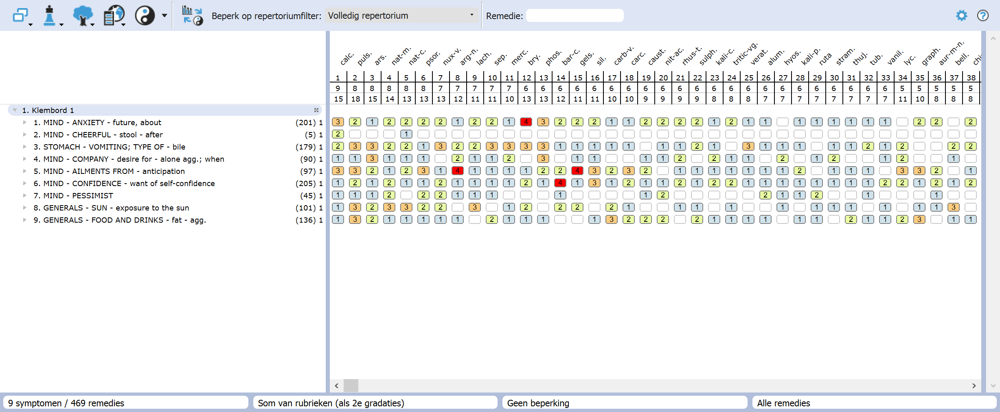 Beperk op repertoriumfilter: Volledig repertorium Remedie:
calc. puls. ars. nat-m. nat-c. psor. nux-v. arg-n. lach. sep. merc. bry. phos. bar-c. gels. sil. carb-v. carc. caust. nit-ac. rhus-t. sulph. kali-c. tritic-vg. verat. alum. hyos. kali-p. ruta stram. thuj. tub. vanil. lyc. graph. aur-m-n. bell. chi
1 2 3 4 5 6 7 8 9 10 11 12 13 14 15 16 17 18 19 20 21 22 23 24 25 26 27 28 29 30 31 32 33 34 35 36 37 38
9 8 8 8 8 8 7 7 7 7 7 6 6 6 6 6 6 6 6 6 6 6 6 6 6 6 6 6 6 6 6 6 6 5 5 5 5 5
15 18 15 14 13 13 13 12 11 11 10 13 13 12 11 11 10 10 9 9 9 9 8 8 8 7 7 7 7 7 7 7 7 11 10 8 8 8
1. Klembord 1
1. MIND - ANXIETY - future, about (201) 1 3 2 1 2 2 2 2 1 2 2 1 4 3 2 2 2 1 1 2 2 2 2 1 2 1 1 1 1 1 1 1 1 2 2 2
2. MIND - CHEERFUL - stool - after (5) 1 2 1
3. STOMACH - VOMITING; TYPE OF - bile (179) 1 2 3 3 2 2 1 3 2 2 3 3 3 3 1 1 1 1 1 1 1 2 1 3 1 1 1 1 1 2 1 2 2 2
4. MIND - COMPANY - desire for - alone agg.; when (90) 1 1 1 3 1 1 1 2 1 1 2 3 1 1 1 1 2 2 1 1 2 1 2 1 2 1
5. MIND - AILMENTS FROM - anticipation (97) 1 3 3 2 1 2 3 1 4 1 1 1 1 2 2 4 3 2 3 2 1 1 1 1 1 1 1 2 1 1 1 3 3 2 1
6. MIND - CONFIDENCE - want of self-confidence (205) 1 1 2 1 2 1 1 2 1 1 1 1 2 1 4 1 3 1 2 1 1 2 1 2 2 1 1 1 1 1 1 1 1 2 2 1 2 1 2
7. MIND - PESSIMIST (45) 1 1 1 1 2 2 2 1 1 1 1 1 2 2 1 1 2 1 1
8. GENERALS - SUN - exposure to the sun (101) 1 1 3 2 3 3 2 2 3 1 2 2 2 2 1 1 1 1 1 1 1 1 1 1 1 3
9. GENERALS - FOOD AND DRINKS - fat - agg. (136) 1 1 3 2 1 1 1 1 1 2 1 1 1 1 3 2 2 2 2 1 1 1 1 1 1 2 1 1 2 3 1 1
9 symptomen / 469 remedies
Som van rubrieken (als 2e gradaties)
Geen beperking
Alle remedies